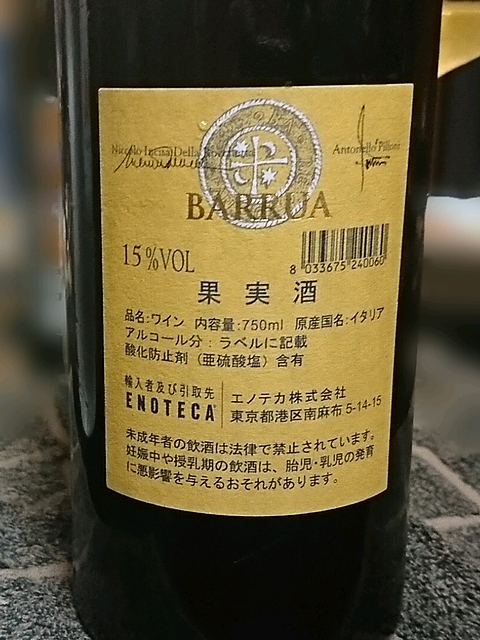 Niccolò Incisa Della Rocchetta
Antonello Pilloni
BARRUA
15%VOL
8 033675 240060
果実酒
品名:ワイン 内容量:750ml 原産国名:イタリア
アルコール分:ラベルに記載
酸化防止剤(亜硫酸塩)含有
輸入者及び引取先
ENOTECA
エノテカ株式会社
東京都港区南麻布 5-14-15
未成年者の飲酒は法律で禁止されています。
妊娠中や授乳期の飲酒は、胎児・乳児の発育
に悪影響を与えるおそれがあります。